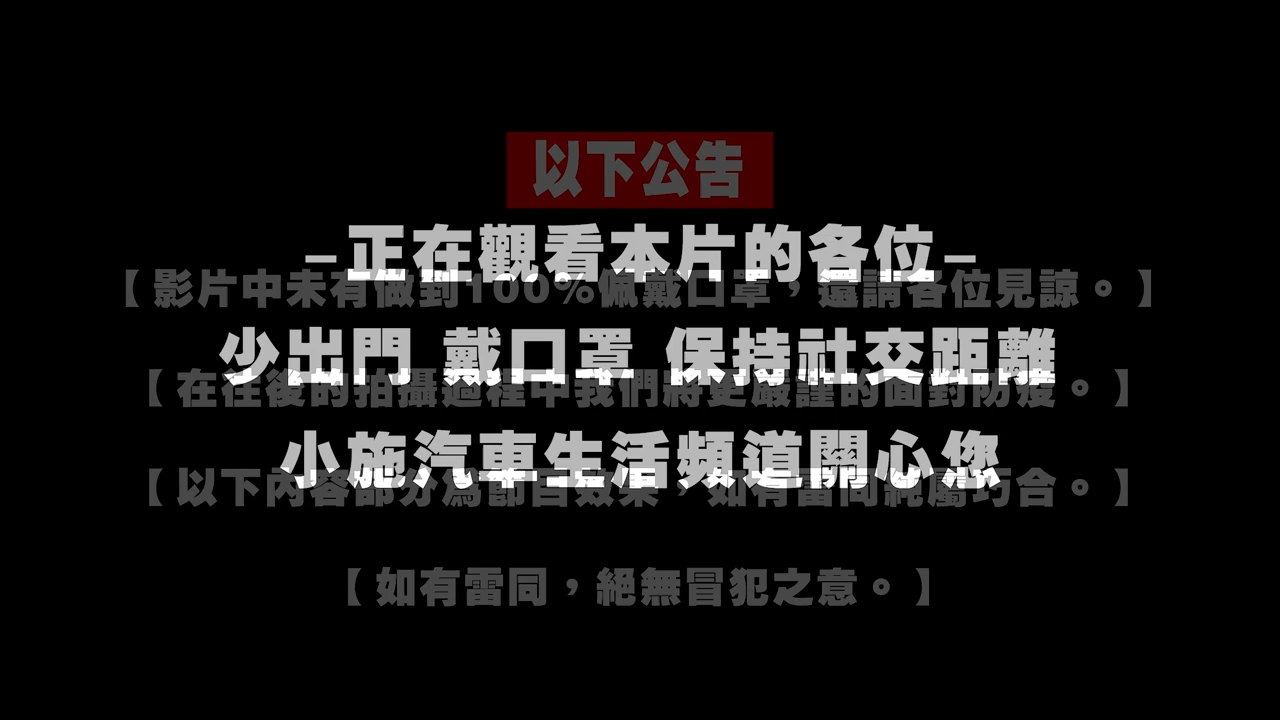 以下公告
–正在觀看本片的各位–
【影片中未有做到100%佩戴口罩，還請各位見諒。】
少出門 戴口罩 保持社交距離
【在往後的拍攝過程中我們將更嚴謹的面對防疫。】
小施汽車生活頻道關心您
【以下內容部分為節目效果，如有雷同純屬巧合。】
【如有雷同，絕無冒犯之意。】